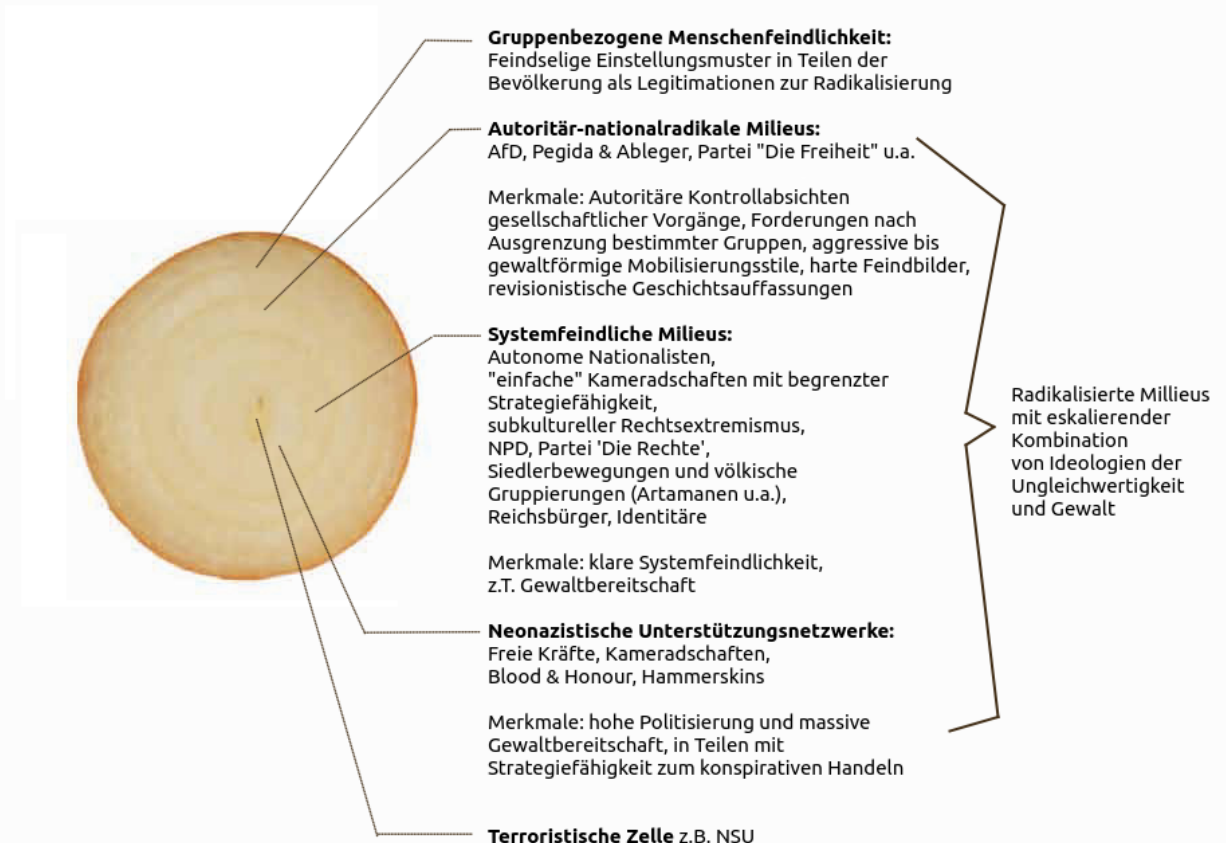 Gruppenbezogene Menschenfeindlichkeit:
Feindselige Einstellungsmuster in Teilen der
Bevölkerung als Legitimationen zur Radikalisierung
Autoritär-nationalradikale Milieus:
AfD, Pegida & Ableger, Partei "Die Freiheit" u.a.
Merkmale: Autoritäre Kontrollabsichten
gesellschaftlicher Vorgänge, Forderungen nach
Ausgrenzung bestimmter Gruppen, aggressive bis
gewaltförmige Mobilisierungsstile, harte Feindbilder,
revisionistische Geschichtsauffassungen
Systemfeindliche Milieus:
Autonome Nationalisten,
"einfache" Kameradschaften mit begrenzter
Strategiefähigkeit,
subkultureller Rechtsextremismus,
NPD, Partei 'Die Rechte',
Siedlerbewegungen und völkische
Gruppierungen (Artamanen u.a.),
Reichsbürger, Identitäre
Merkmale: klare Systemfeindlichkeit,
z.T. Gewaltbereitschaft
Neonazistische Unterstützungsnetzwerke:
Freie Kräfte, Kameradschaften,
Blood & Honour, Hammerskins
Merkmale: hohe Politisierung und massive
Gewaltbereitschaft, in Teilen mit
Strategiefähigkeit zum konspirativen Handeln
Terroristische Zelle z.B. NSU
Radikalisierte Millieus
mit eskalierender
Kombination
von Ideologien der
Ungleichwertigkeit
und Gewalt